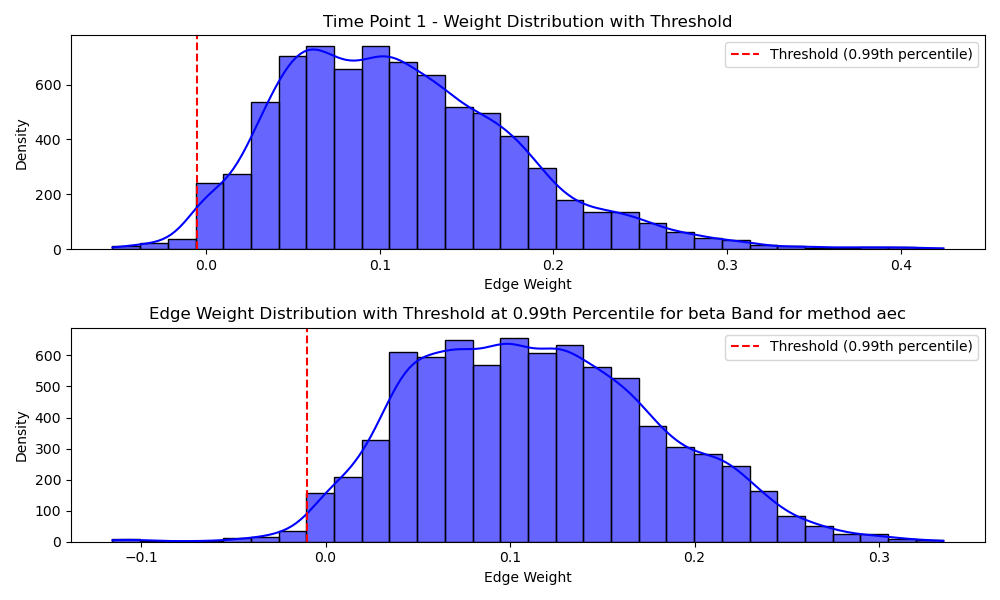 Time Point 1 - Weight Distribution with Threshold
Threshold (0.99th percentile)
Density
600
400
200
0
0.0 0.1 0.2 0.3 0.4
Edge Weight
Edge Weight Distribution with Threshold at 0.99th Percentile for beta Band for method aec
Threshold (0.99th percentile)
Density
600
500
400
300
200
100
0
−0.1 0.0 0.1 0.2 0.3
Edge Weight